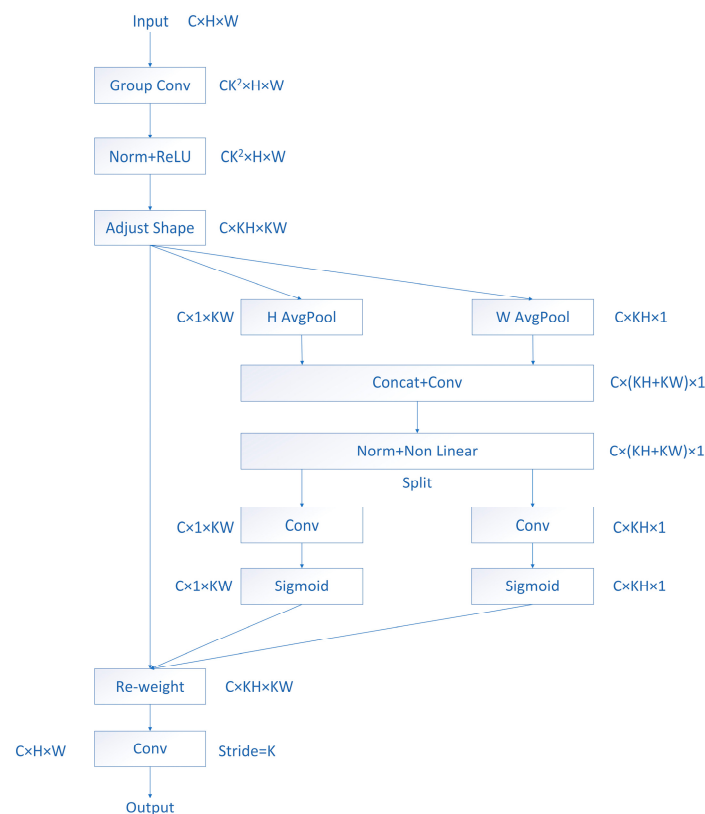 Input C×H×W
Group Conv CK²×H×W
Norm+ReLU CK²×H×W
Adjust Shape C×KH×KW
C×1×KW H AvgPool W AvgPool C×KH×1
Concat+Conv C×(KH+KW)×1
Norm+Non Linear C×(KH+KW)×1
Split
C×1×KW Conv Conv C×KH×1
C×1×KW Sigmoid Sigmoid C×KH×1
Re-weight C×KH×KW
C×H×W Conv Stride=K
Output